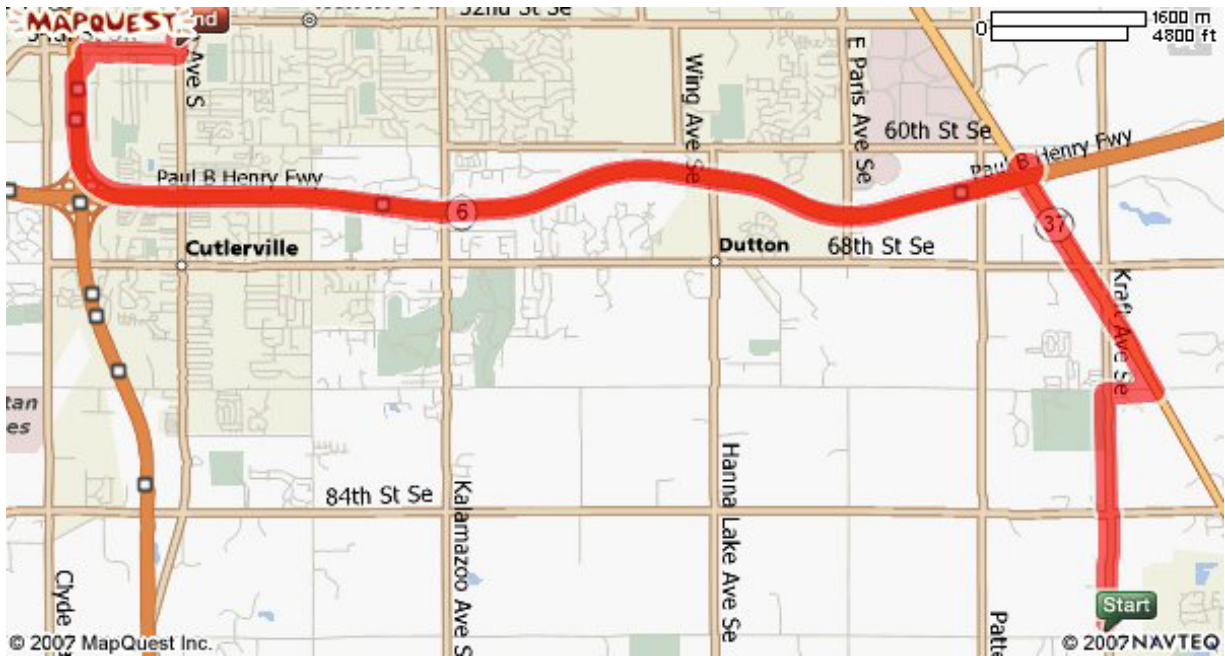 MAPQUEST
nd
52nd St Se
1600 m
0
4800 ft
Ave S
Wing Ave Se
E Paris Ave Se
60th St Se
Paul B Henry Fwy
Paul B Henry Fwy
6
37
Cutlerville
Dutton
68th St Se
Kraft Ave Se
tan
es
84th St Se
Kalamazoo Ave S
Hanna Lake Ave Se
Clyde
Patte
Start
© 2007 MapQuest Inc.
© 2007 NAVTEQ